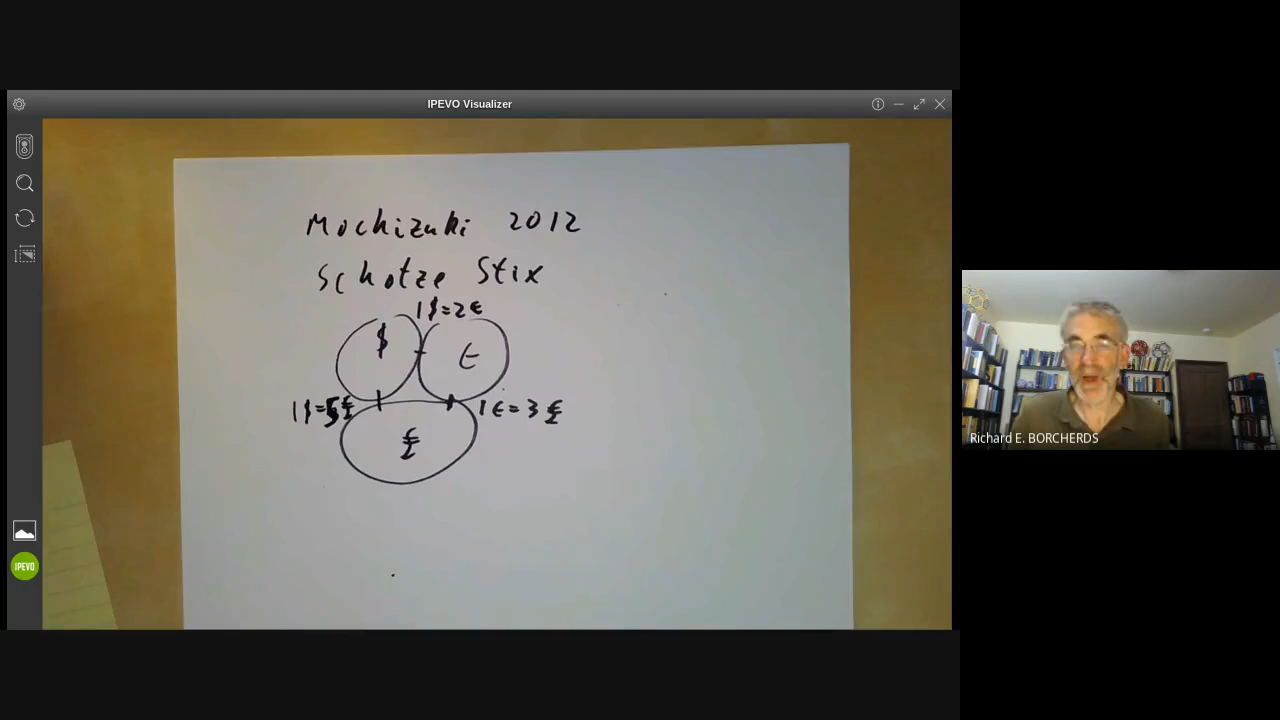 IPEVO Visualizer
Mochizuki 2012
Scholze Stix
1$=2€
$
€
1$=5£
1€=3£
£
IPEVO
Richard E. BORCHERDS